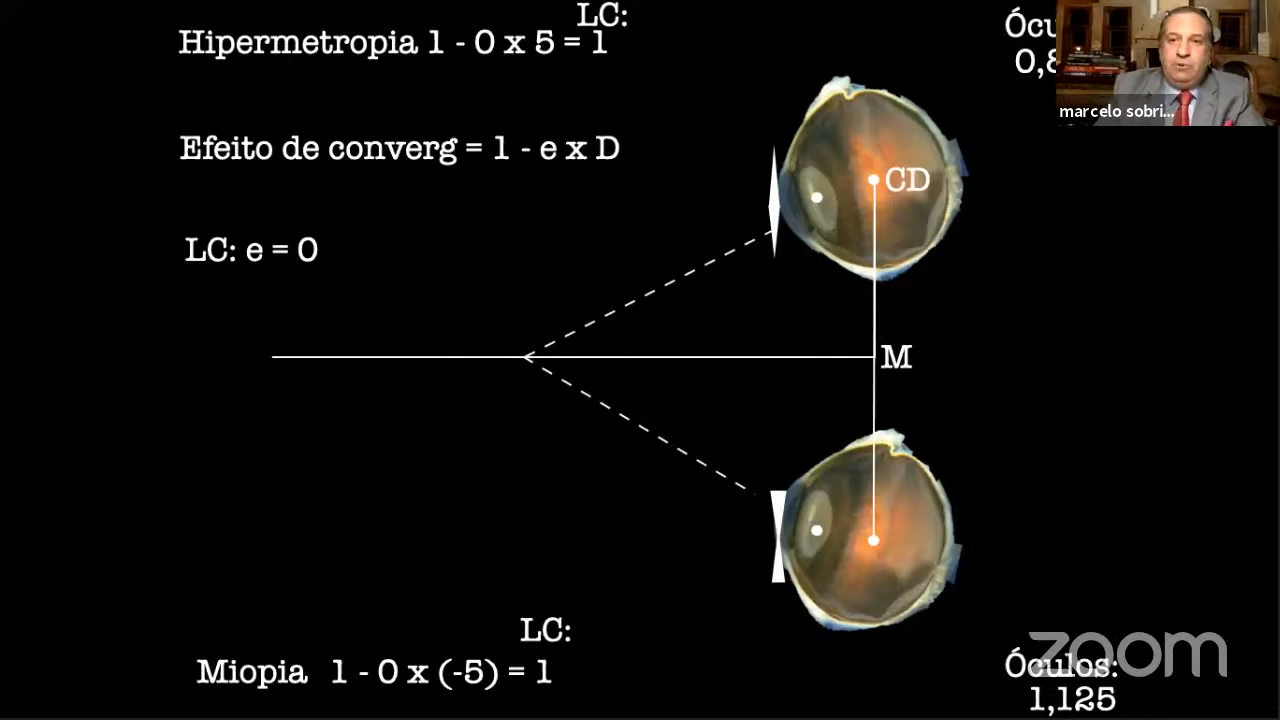 LC:
Hipermetropia 1 - 0 x 5 = 1
Efeito de converg = 1 - e x D
LC: e = 0
CD
M
LC:
Miopia 1 - 0 x (-5) = 1
Óculos:
1,125
marcelo sobri...
zoom